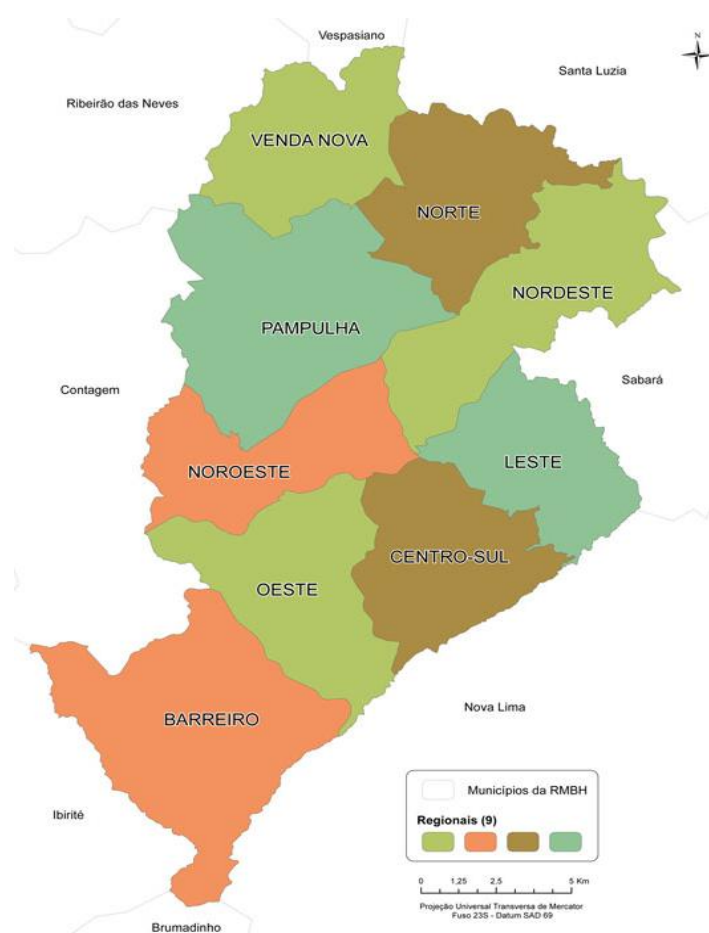 Vespasiano
N
Santa Luzia
Ribeirão das Neves
VENDA NOVA
NORTE
NORDESTE
PAMPULHA
Contagem
Sabará
LESTE
NOROESTE
CENTRO-SUL
OESTE
Nova Lima
BARREIRO
Municípios da RMBH
Ibirité
Regionais (9)
0 1,25 2,5 5 Km
Projeção Universal Transversa de Mercator
Fuso 23S - Datum SAD 69
Brumadinho